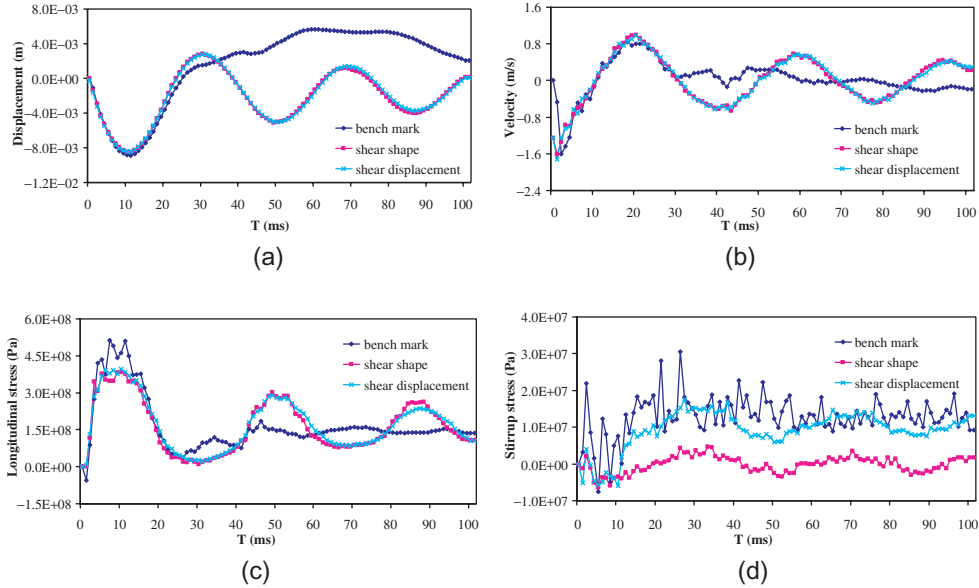 8.0E−03
4.0E−03
0.0E+00
−4.0E−03
−8.0E−03
−1.2E−02
Displacement (m)
bench mark
shear shape
shear displacement
0 10 20 30 40 50 60 70 80 90 100
T (ms)
(a)
1.6
0.8
0
−0.8
−1.6
−2.4
Velocity (m/s)
bench mark
shear shape
shear displacement
0 10 20 30 40 50 60 70 80 90 100
T (ms)
(b)
6.0E+08
4.5E+08
3.0E+08
1.5E+08
0.0E+00
−1.5E+08
Longitudinal stress (Pa)
bench mark
shear shape
shear displacement
0 10 20 30 40 50 60 70 80 90 100
T (ms)
(c)
4.0E+07
3.0E+07
2.0E+07
1.0E+07
0.0E+00
−1.0E+07
Stirrup stress (Pa)
bench mark
shear shape
shear displacement
0 10 20 30 40 50 60 70 80 90 100
T (ms)
(d)